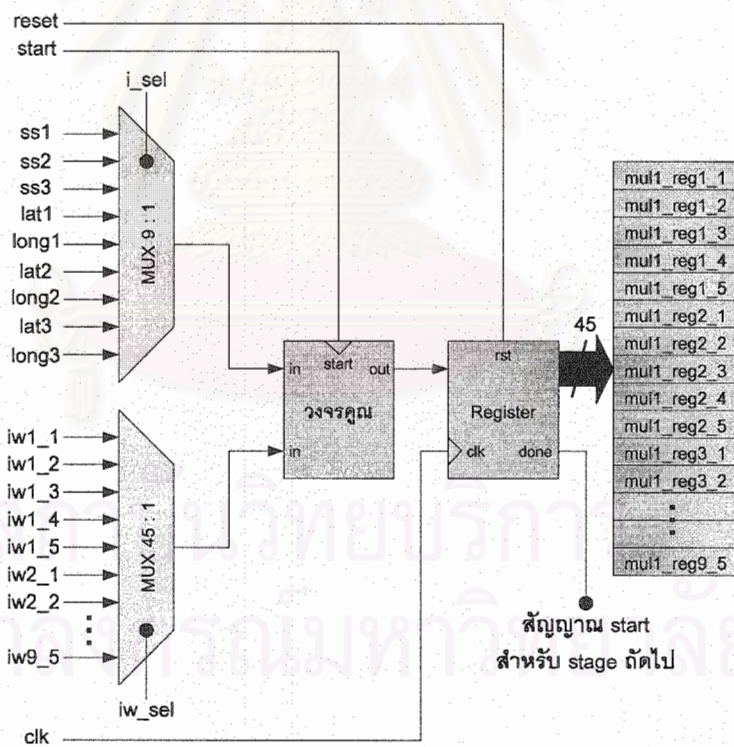 reset
start
i_sel
ss1
ss2
ss3
lat1
long1
lat2
long2
lat3
long3
MUX 9 : 1
iw1_1
iw1_2
iw1_3
iw1_4
iw1_5
iw2_1
iw2_2
iw9_5
MUX 45 : 1
iw_sel
clk
in
start
out
วงจรคูณ
in
rst
Register
clk
done
45
mul1_reg1_1
mul1_reg1_2
mul1_reg1_3
mul1_reg1_4
mul1_reg1_5
mul1_reg2_1
mul1_reg2_2
mul1_reg2_3
mul1_reg2_4
mul1_reg2_5
mul1_reg3_1
mul1_reg3_2
mul1_reg9_5
สัญญาณ start
สำหรับ stage ถัดไป